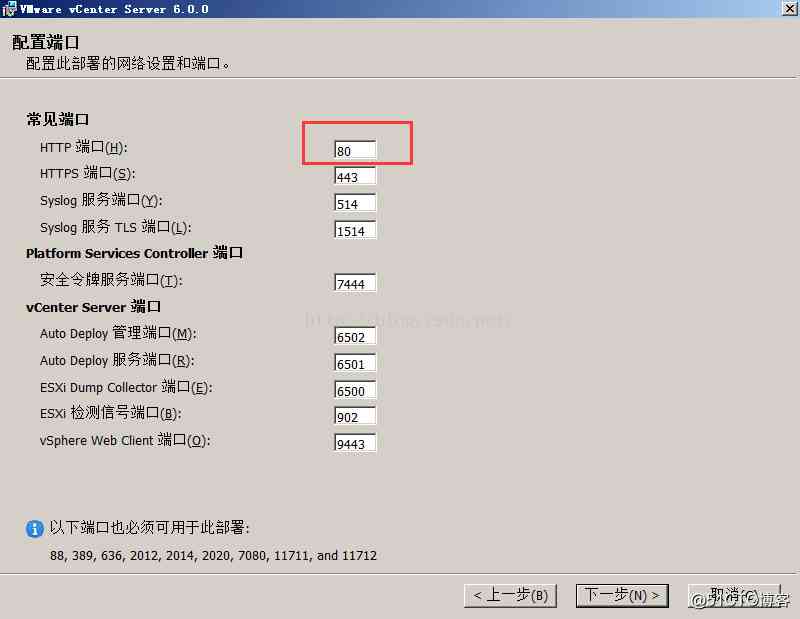 VMware vCenter Server 6.0.0
配置端口
配置此部署的网络设置和端口。
常见端口
HTTP 端口(H): 80
HTTPS 端口(S): 443
Syslog 服务端口(Y): 514
Syslog 服务 TLS 端口(L): 1514
Platform Services Controller 端口
安全令牌服务端口(T): 7444
vCenter Server 端口
Auto Deploy 管理端口(M): 6502
Auto Deploy 服务端口(R): 6501
ESXi Dump Collector 端口(E): 6500
ESXi 检测信号端口(B): 902
vSphere Web Client 端口(O): 9443
以下端口也必须可用于此部署:
88, 389, 636, 2012, 2014, 2020, 7080, 11711, and 11712
< 上一步(B) 下一步(N) > 取消(C)
@51CTO博客